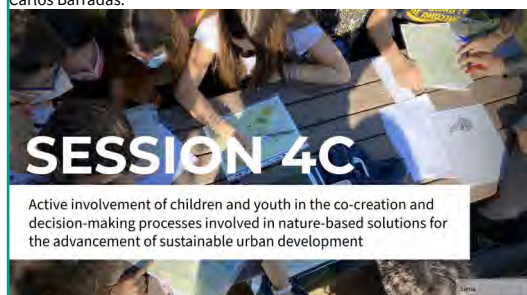 Carlos Barradas.
SESSION 4C
Active involvement of children and youth in the co-creation and
decision-making processes involved in nature-based solutions for
the advancement of sustainable urban development
Sima